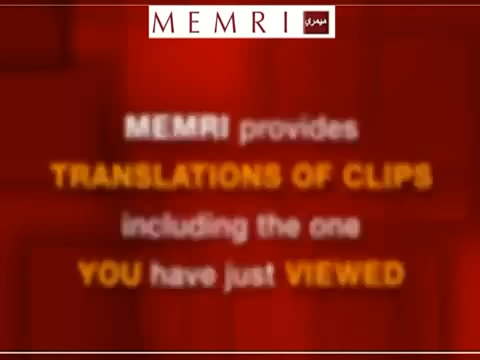 MEMRI ميمري
MEMRI provides
TRANSLATIONS OF CLIPS
including the one
YOU have just VIEWED